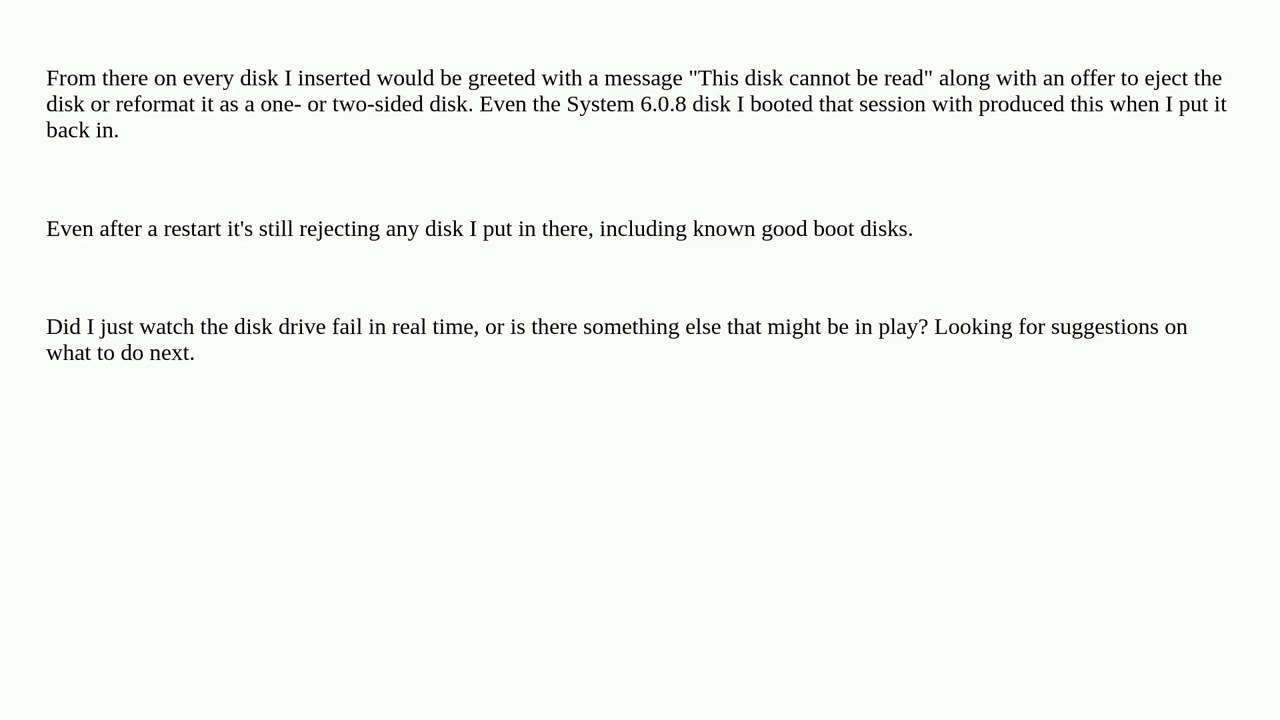 From there on every disk I inserted would be greeted with a message "This disk cannot be read" along with an offer to eject the
disk or reformat it as a one- or two-sided disk. Even the System 6.0.8 disk I booted that session with produced this when I put it
back in.
Even after a restart it's still rejecting any disk I put in there, including known good boot disks.
Did I just watch the disk drive fail in real time, or is there something else that might be in play? Looking for suggestions on
what to do next.